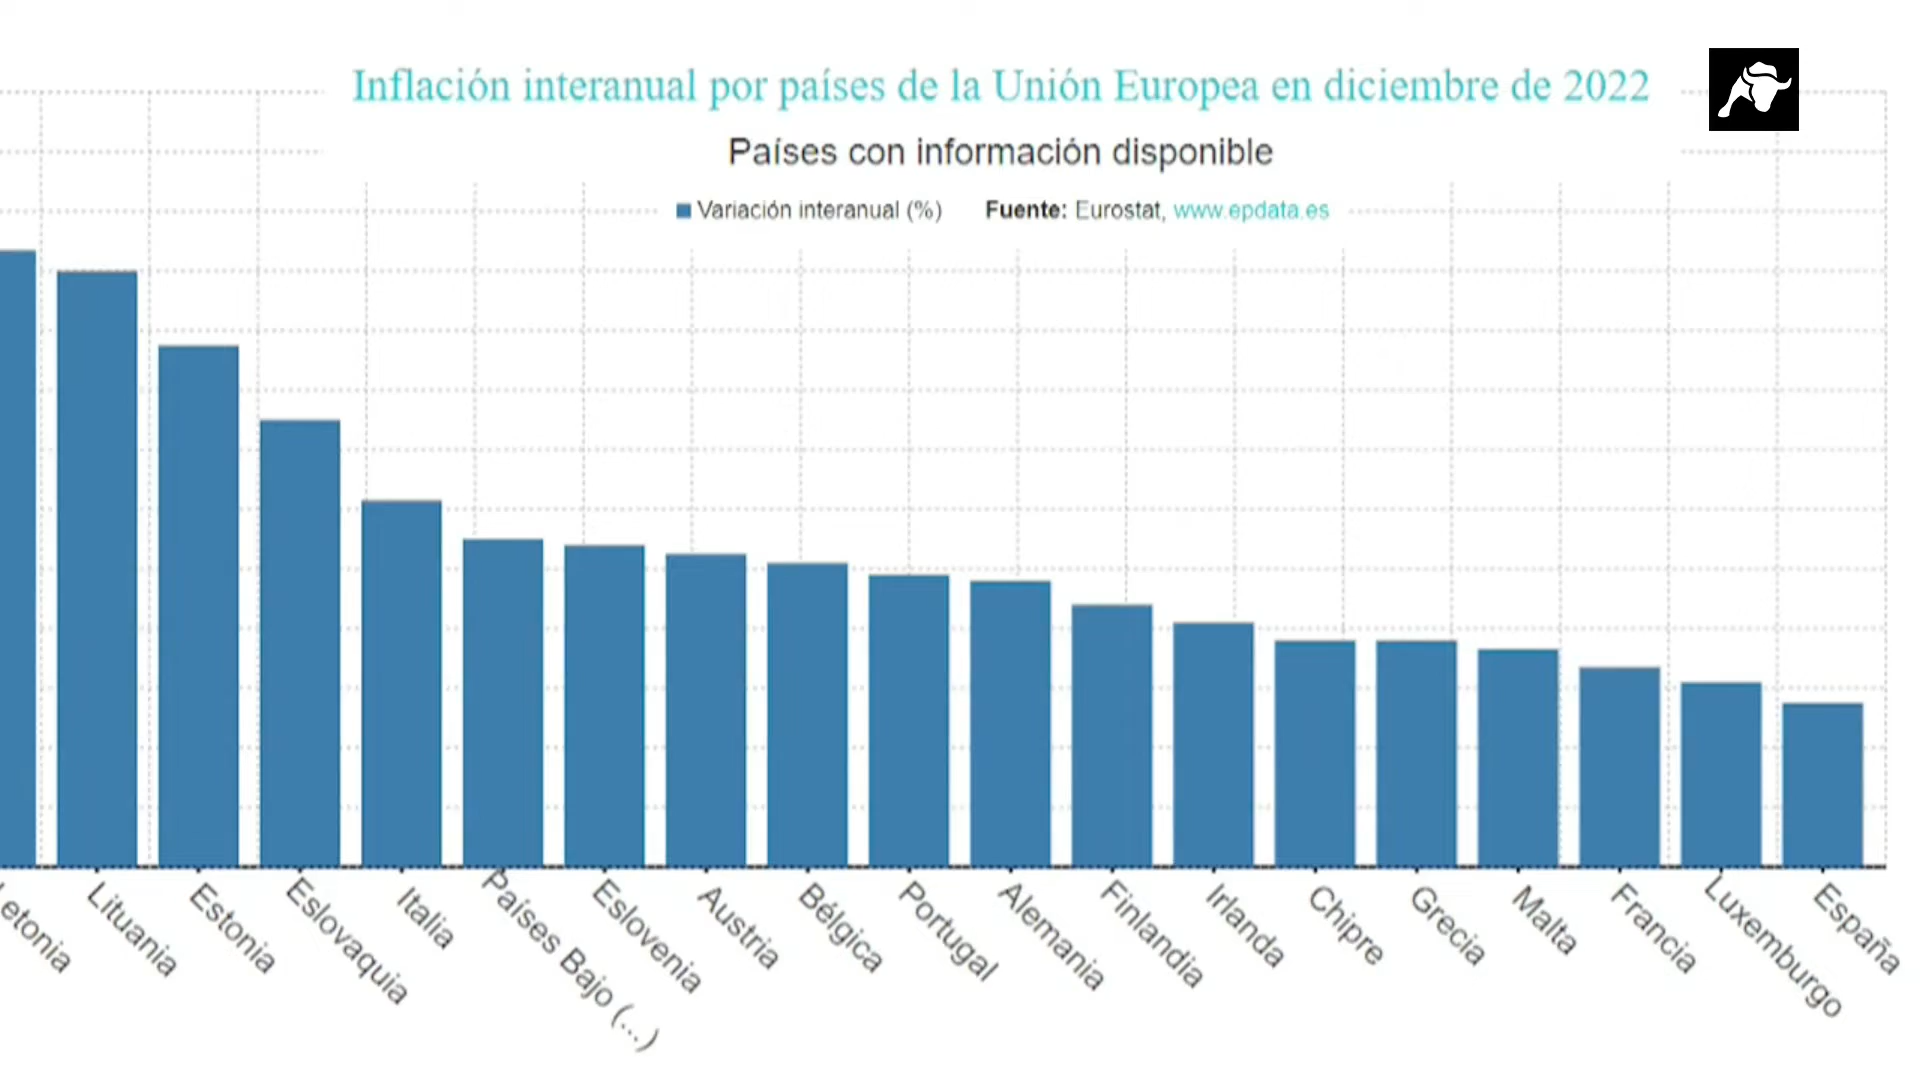 Inflación interanual por países de la Unión Europea en diciembre de 2022
Países con información disponible
Variación interanual (%) Fuente: Eurostat, www.epdata.es
etonia
Lituania
Estonia
Eslovaquia
Italia
Países Bajo (...)
Eslovenia
Austria
Bélgica
Portugal
Alemania
Finlandia
Irlanda
Chipre
Grecia
Malta
Francia
Luxemburgo
España